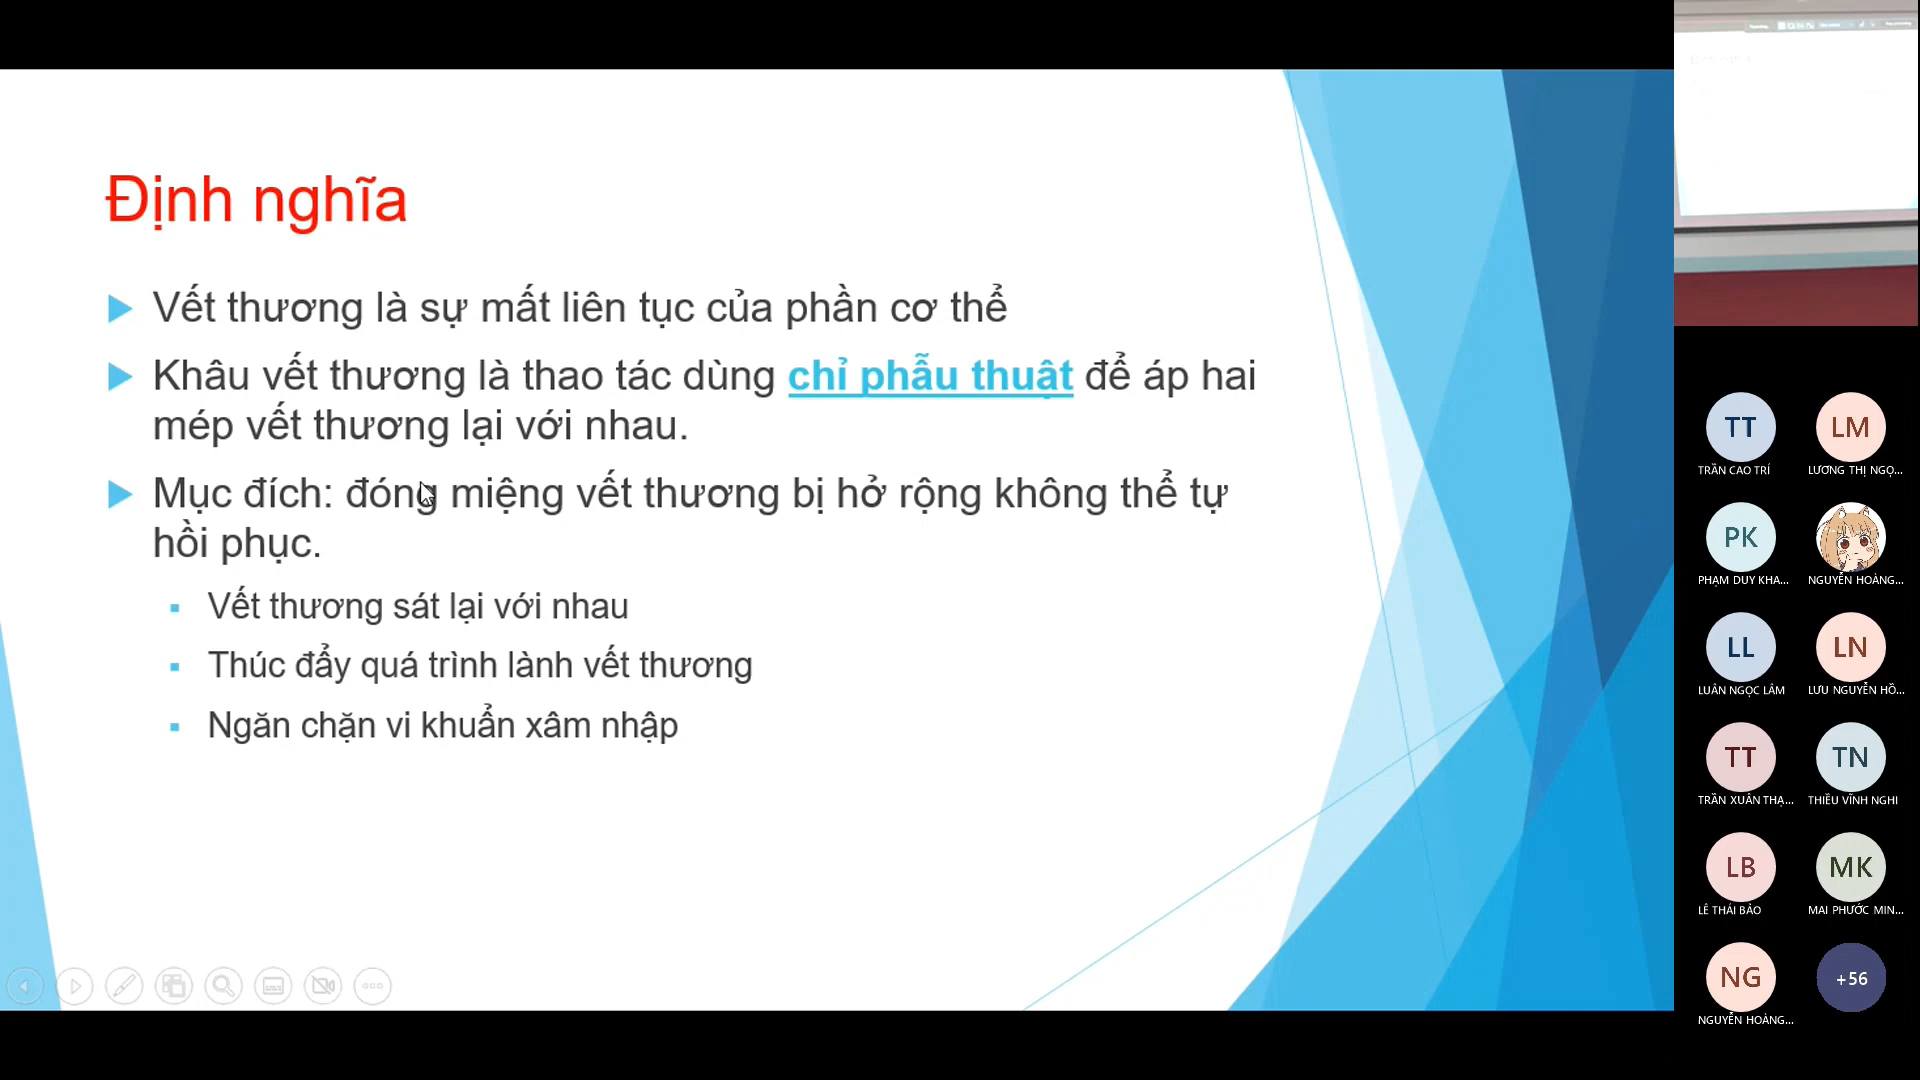 Định nghĩa
Vết thương là sự mất liên tục của phần cơ thể
Khâu vết thương là thao tác dùng chỉ phẫu thuật để áp hai
mép vết thương lại với nhau.
Mục đích: đóng miệng vết thương bị hở rộng không thể tự
hồi phục.
Vết thương sát lại với nhau
Thúc đẩy quá trình lành vết thương
Ngăn chặn vi khuẩn xâm nhập
TT
TRẦN CAO TRÍ
LM
LƯƠNG THỊ NGỌ...
PK
PHẠM DUY KHA...
NGUYỄN HOÀNG...
LL
LUÂN NGỌC LÂM
LN
LƯU NGUYỄN HỒ...
TT
TRẦN XUÂN THẠ...
TN
THIỀU VĨNH NGHI
LB
LÊ THÁI BẢO
MK
MAI PHƯỚC MIN...
NG
NGUYỄN HOÀNG...
+56